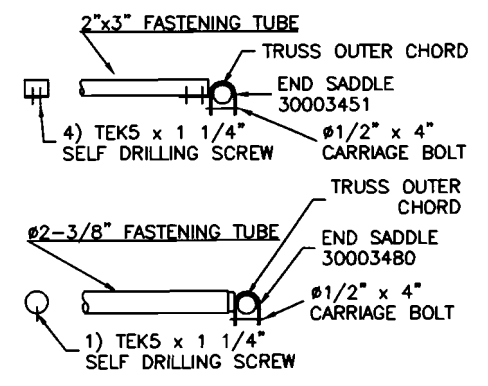 2"x3" FASTENING TUBE
TRUSS OUTER CHORD
END SADDLE
30003451
4) TEK5 x 1 1/4"
SELF DRILLING SCREW
ø1/2" x 4"
CARRIAGE BOLT
TRUSS OUTER
CHORD
ø2-3/8" FASTENING TUBE
END SADDLE
30003480
ø1/2" x 4"
CARRIAGE BOLT
1) TEK5 x 1 1/4"
SELF DRILLING SCREW